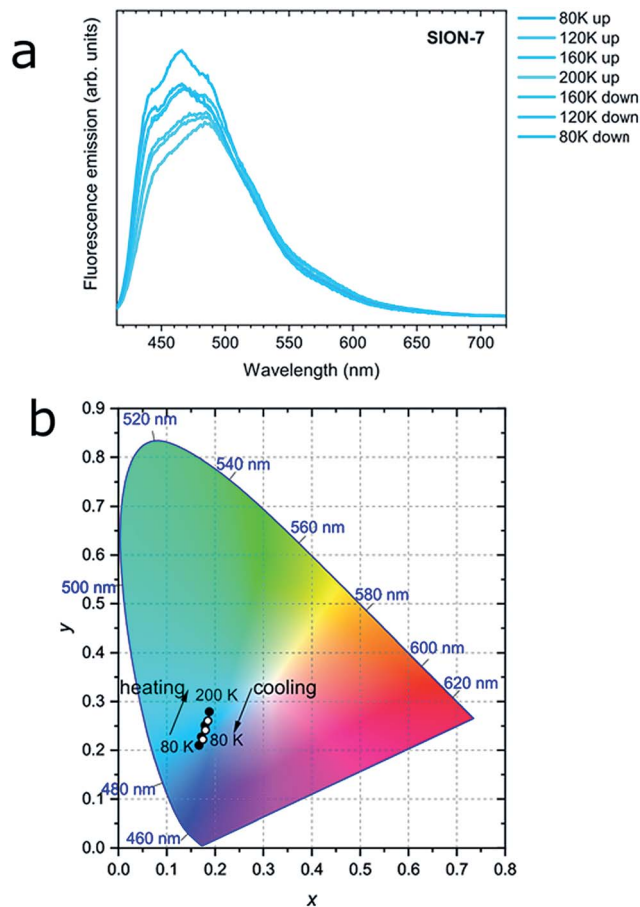 a
SION-7
80K up
120K up
160K up
200K up
160K down
120K down
80K down
Fluorescence emission (arb. units)
450 500 550 600 650 700
Wavelength (nm)
b
0.9
0.8
0.7
0.6
0.5
0.4
0.3
0.2
0.1
0.0
y
520 nm
540 nm
560 nm
500 nm
580 nm
600 nm
620 nm
heating 200 K cooling
80 K 80 K
480 nm
460 nm
0.0 0.1 0.2 0.3 0.4 0.5 0.6 0.7 0.8
x